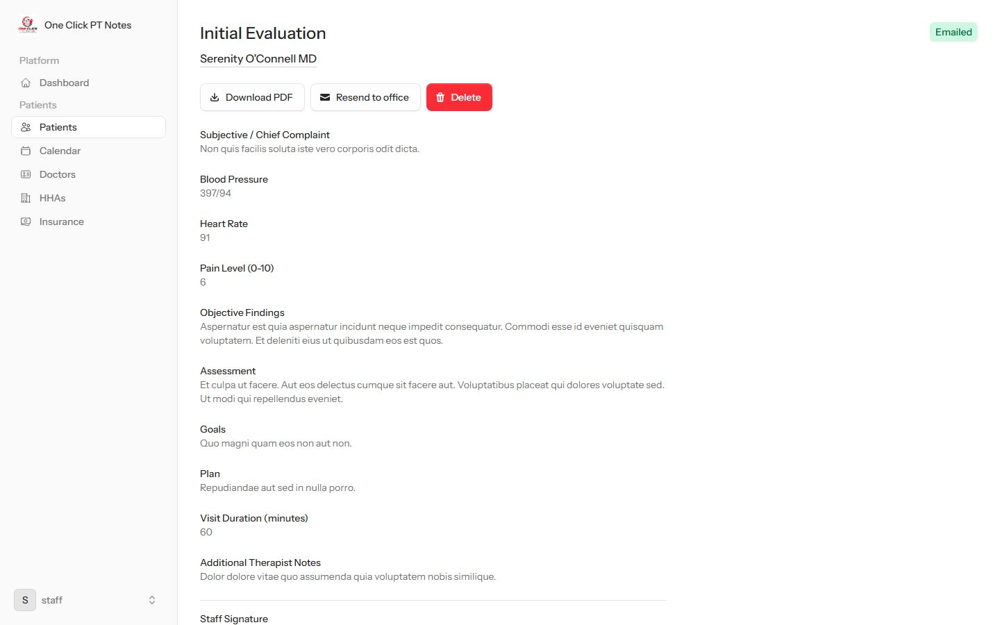 One Click PT Notes
Platform
Dashboard
Patients
Patients
Calendar
Doctors
HHAs
Insurance
S
staff
Initial Evaluation
Emailed
Serenity O'Connell MD
Download PDF
Resend to office
Delete
Subjective / Chief Complaint
Non quis facilis soluta iste vero corporis odit dicta.
Blood Pressure
397/94
Heart Rate
91
Pain Level (0-10)
6
Objective Findings
Aspernatur est quia aspernatur incidunt neque impedit consequatur. Commodi esse id eveniet quisquam
voluptatem. Et deleniti eius ut quibusdam eos est quos.
Assessment
Et culpa ut facere. Aut eos delectus cumque sit facere aut. Voluptatibus placeat qui dolores voluptate sed.
Ut modi qui repellendus eveniet.
Goals
Quo magni quam eos non aut non.
Plan
Repudiandae aut sed in nulla porro.
Visit Duration (minutes)
60
Additional Therapist Notes
Dolor dolore vitae quo assumenda quia voluptatem nobis similique.
Staff Signature